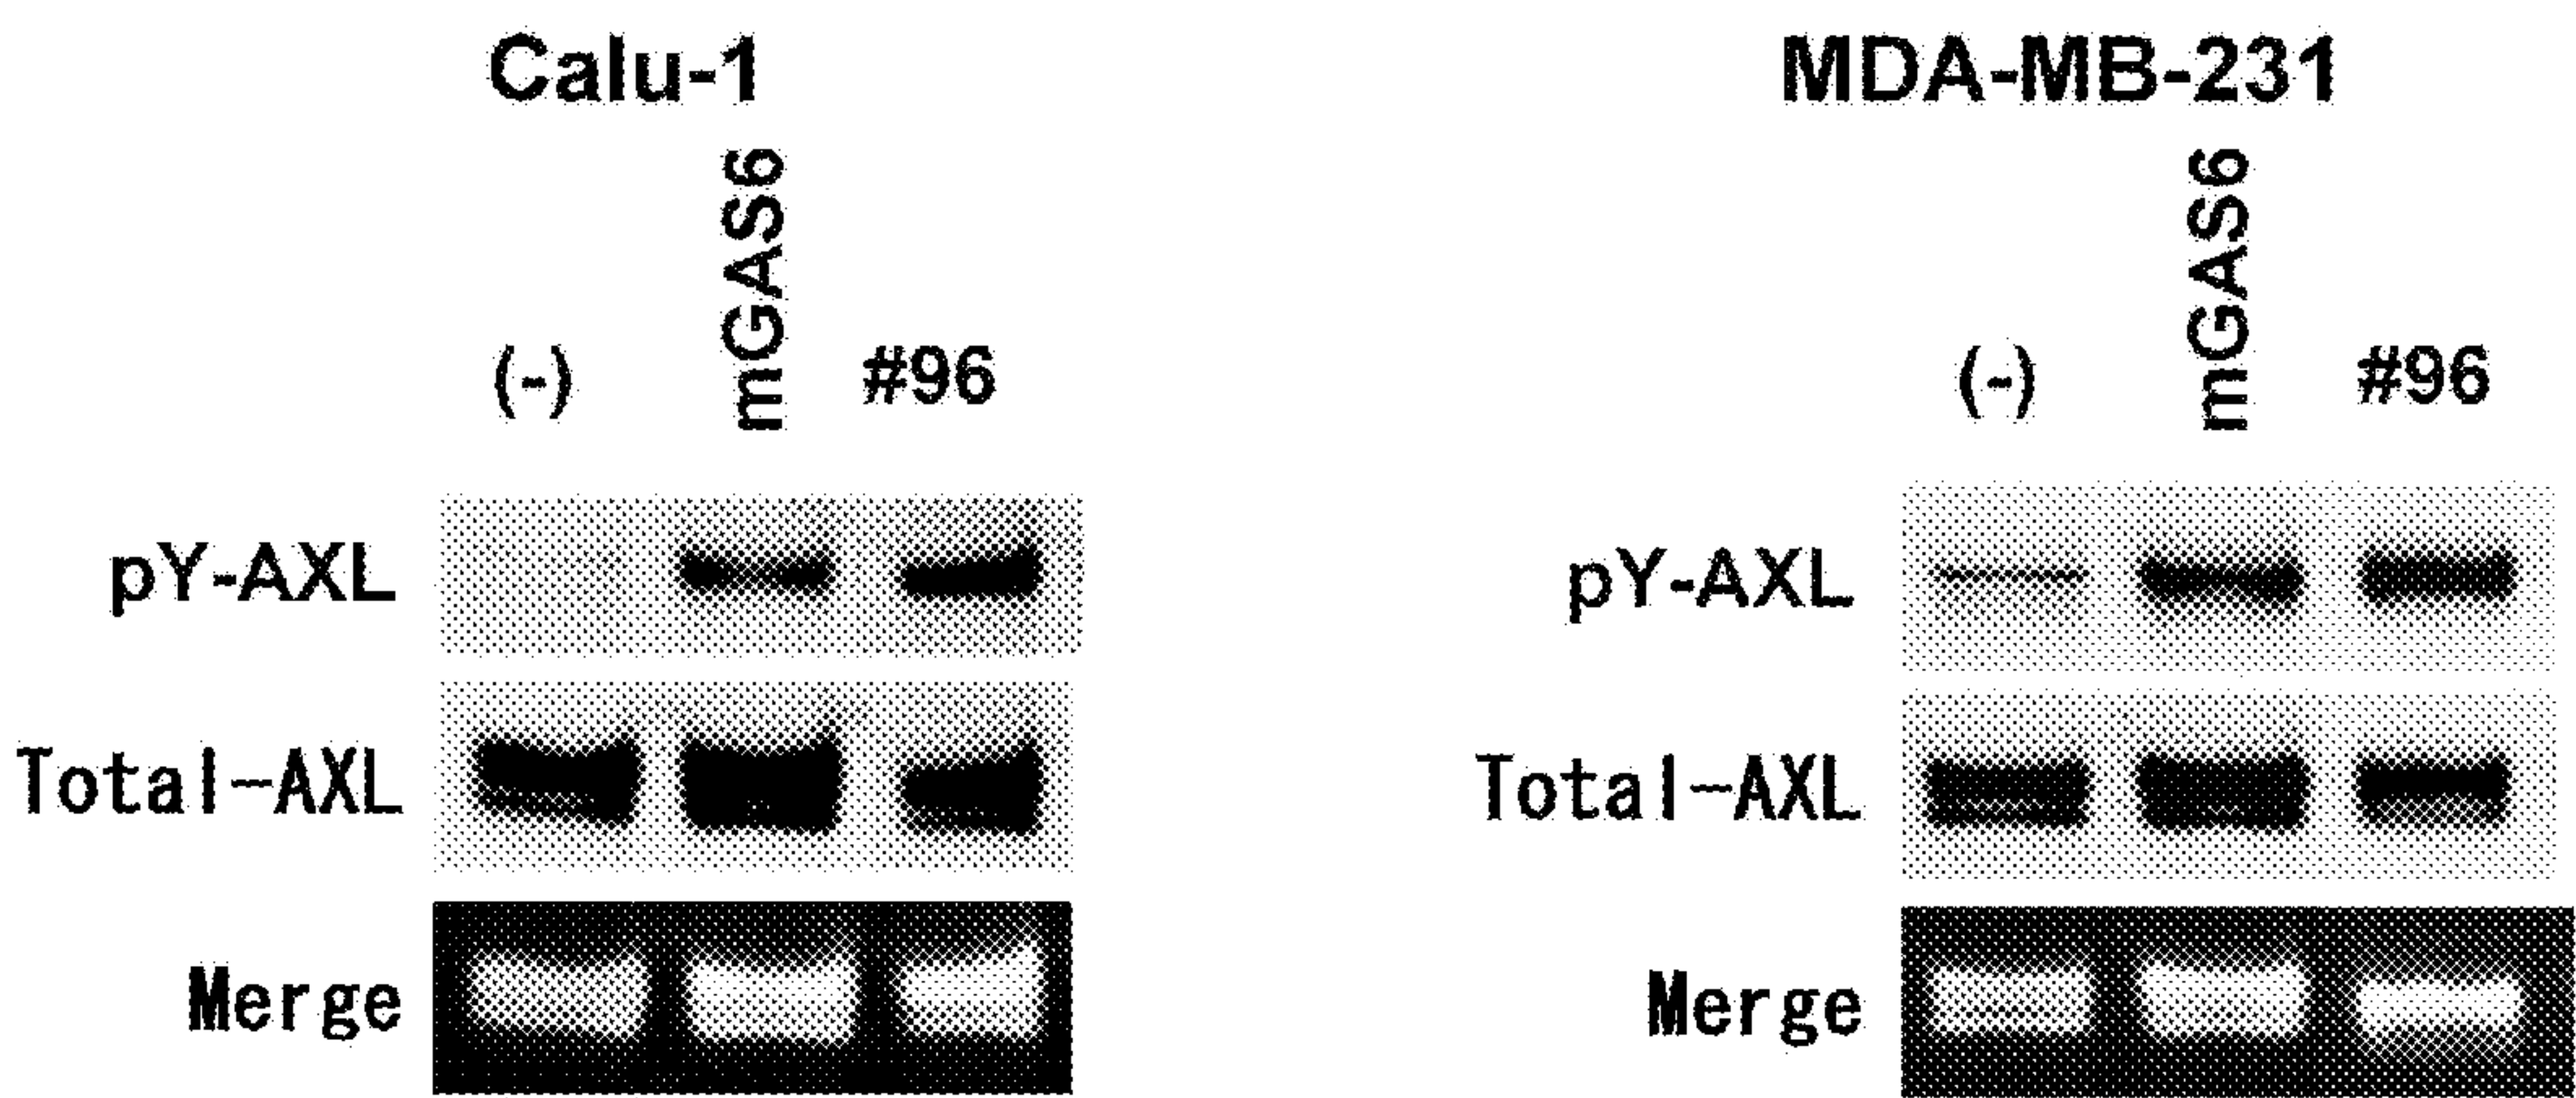 Calu-1
mGAS6
(-)
#96
pY-AXL
Total-AXL
Merge
MDA-MB-231
mGAS6
(-)
#96
pY-AXL
Total-AXL
Merge